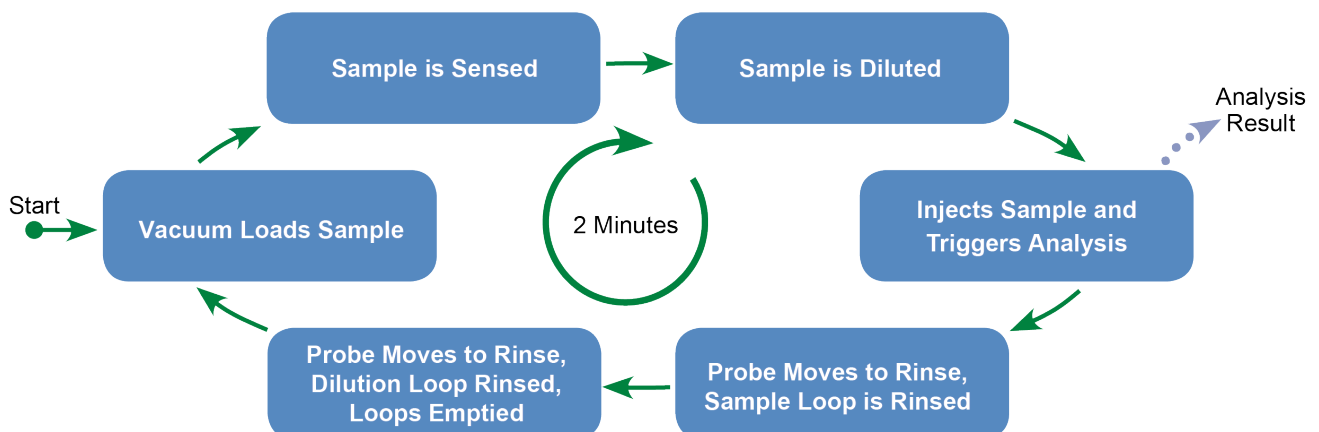 Start
Vacuum Loads Sample
Sample is Sensed
Sample is Diluted
Injects Sample and
Triggers Analysis
Analysis
Result
Probe Moves to Rinse,
Sample Loop is Rinsed
Probe Moves to Rinse,
Dilution Loop Rinsed,
Loops Emptied
2 Minutes